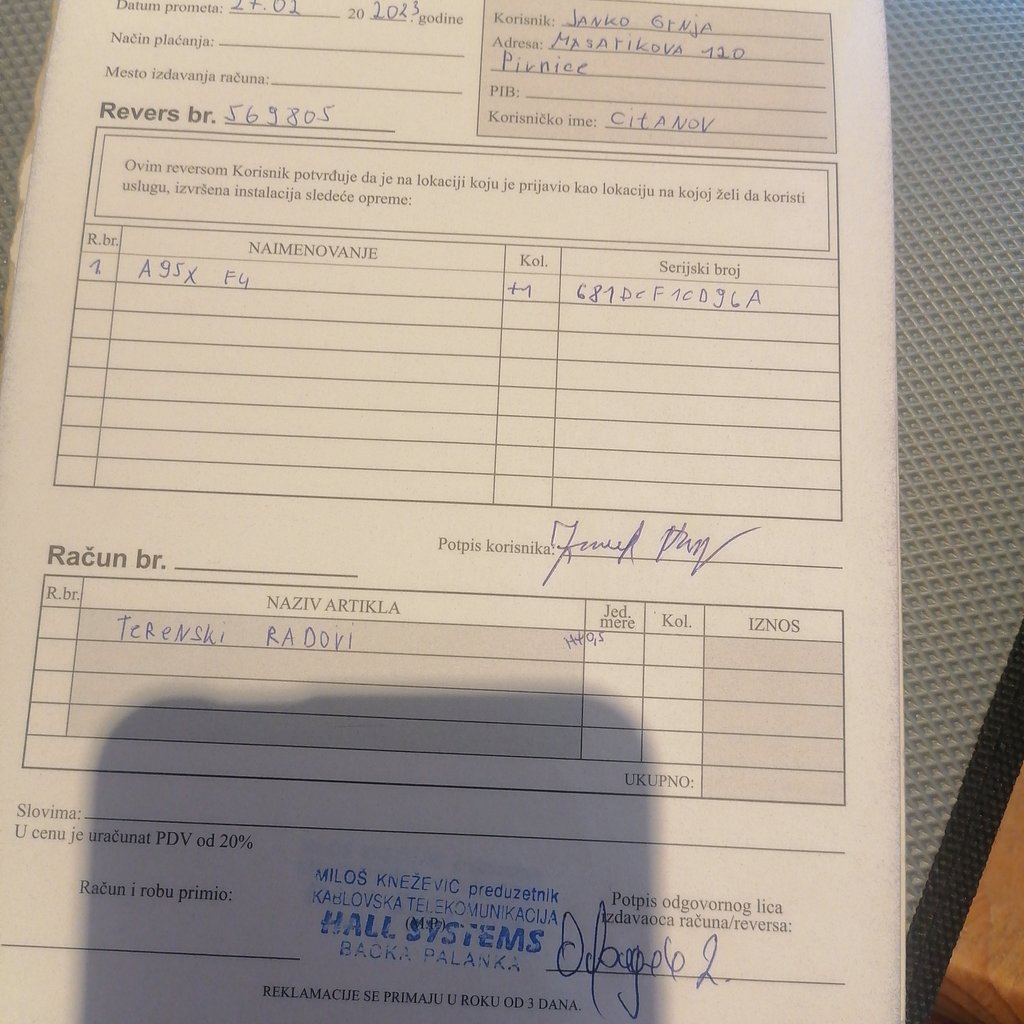 Datum prometa: 27.02 20 2023 godine
Način plaćanja:
Mesto izdavanja računa:
Revers br. 569805
Korisnik: JANKO GRNJA
Adresa: MASARIKOVA 120
Pivnice
PIB:
Korisničko ime: CITANOV
Ovim reversom Korisnik potvrđuje da je na lokaciji koju je prijavio kao lokaciju na kojoj želi da koristi
uslugu, izvršena instalacija sledeće opreme:
R.br. NAIMENOVANJE Kol. Serijski broj
1. A95X F4 +1 681DCF1CD96A
Potpis korisnika:
Račun br.
R.br. NAZIV ARTIKLA Jed. mere Kol. IZNOS
TERENSKI RADOVI H+0,5
UKUPNO:
Slovima:
U cenu je uračunat PDV od 20%
Račun i robu primio:
MILOŠ KNEŽEVIĆ preduzetnik
KABLOVSKA TELEKOMUNIKACIJA
(M.P.)
HALL SYSTEMS
BAČKA PALANKA
Potpis odgovornog lica
izdavaoca računa/reversa:
REKLAMACIJE SE PRIMAJU U ROKU OD 3 DANA.